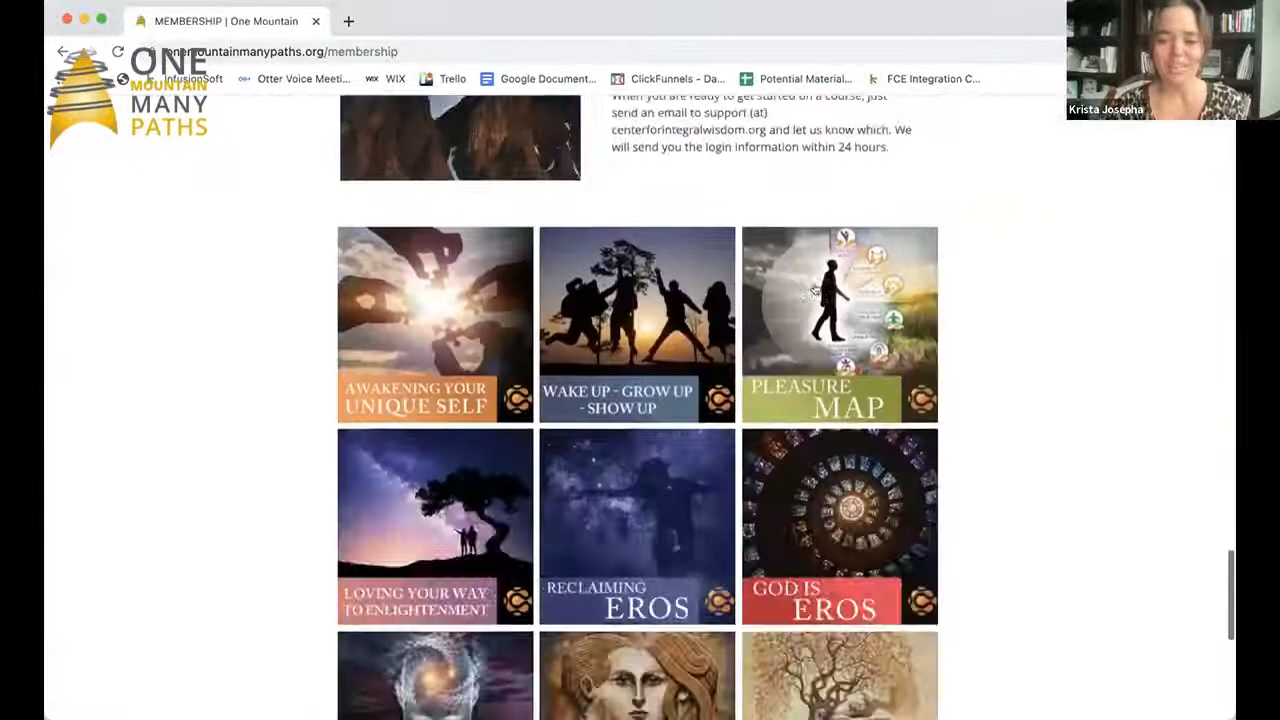 MEMBERSHIP | One Mountain
onemountainmanypaths.org/membership
InfusionSoft
Otter Voice Meeti...
WIX
WIX
Trello
Google Document...
ClickFunnels - Da...
Potential Material...
FCE Integration C...
ONE
MOUNTAIN
MANY
PATHS
Krista Josepha
When you are ready to get started on a course, just
send an email to support (at)
centerforintegralwisdom.org and let us know which. We
will send you the login information within 24 hours.
AWAKENING YOUR
UNIQUE SELF
WAKE UP - GROW UP
- SHOW UP
PLEASURE
MAP
LOVING YOUR WAY
TO ENLIGHTENMENT
RECLAIMING
EROS
GOD IS
EROS